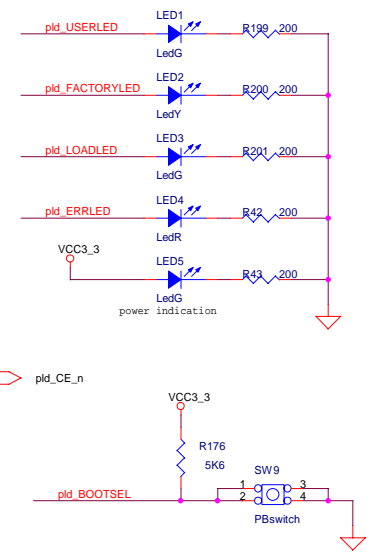 LED1
pld_USERLED
R199 200
LedG
LED2
pld_FACTORYLED
R200 200
LedY
LED3
pld_LOADLED
R201 200
LedG
LED4
pld_ERRLED
R42 200
LedR
VCC3_3
LED5
R43 200
LedG
power indication
pld_CE_n
VCC3_3
R176
5K6
SW9
1 3
pld_BOOTSEL
2 4
PBswitch